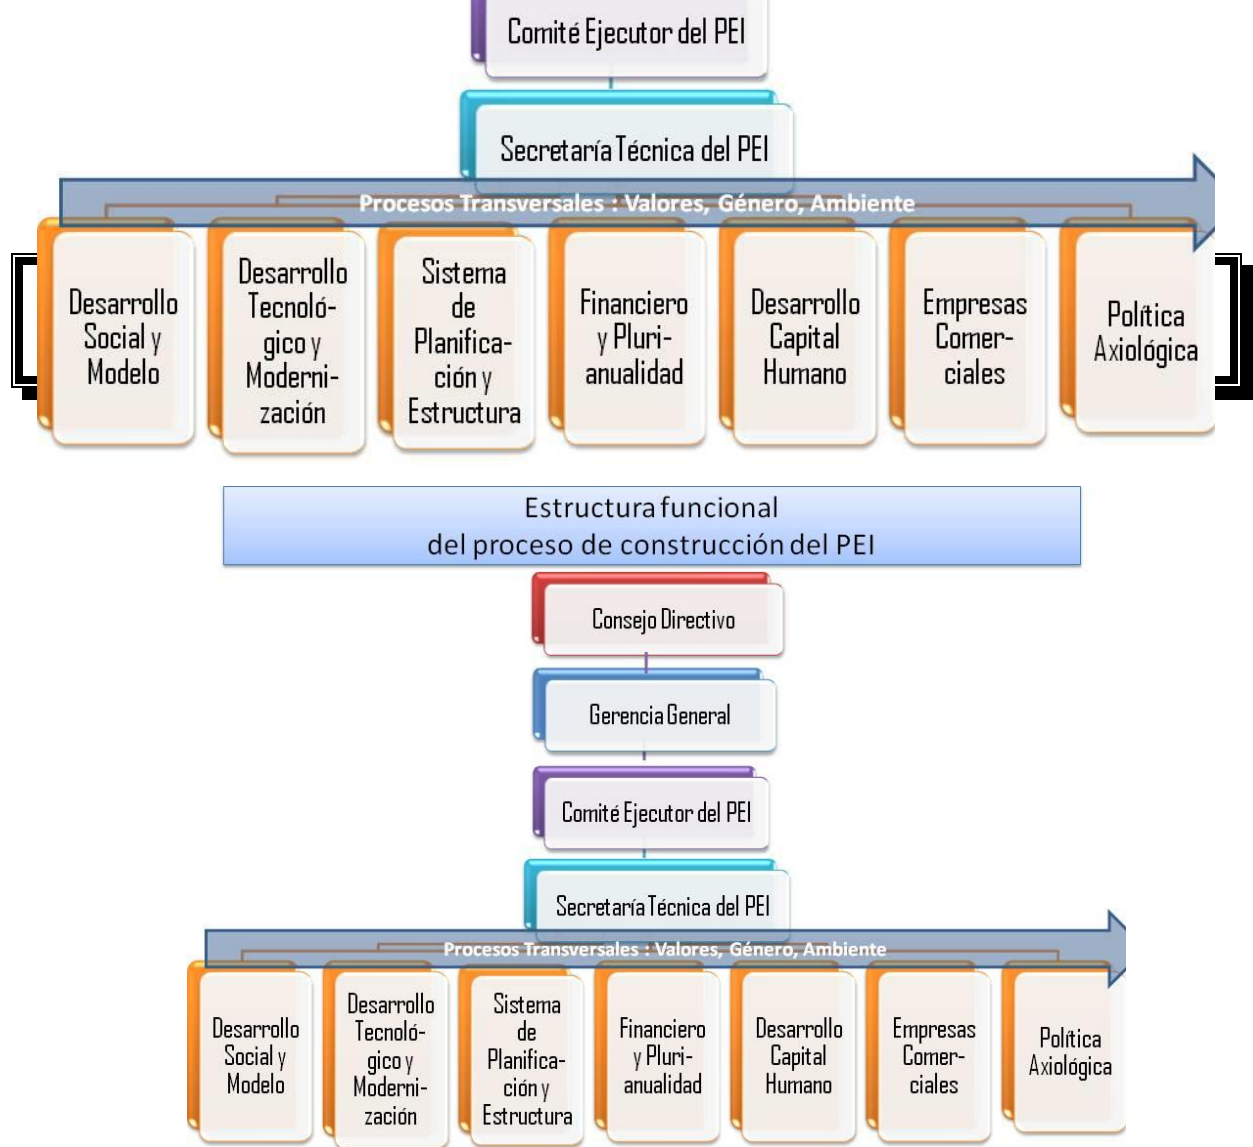 Comité Ejecutor del PEI
Secretaría Técnica del PEI
Procesos Transversales : Valores, Género, Ambiente
Desarrollo
Social y
Modelo
Desarrollo
Tecnoló-
gico y
Moderni-
zación
Sistema
de
Planifica-
ción y
Estructura
Financiero
y Pluri-
anualidad
Desarrollo
Capital
Humano
Empresas
Comer-
ciales
Política
Axiológica
Estructura funcional
del proceso de construcción del PEI
Consejo Directivo
Gerencia General
Comité Ejecutor del PEI
Secretaría Técnica del PEI
Procesos Transversales : Valores, Género, Ambiente
Desarrollo
Social y
Modelo
Desarrollo
Tecnoló-
gico y
Moderni-
zación
Sistema
de
Planifica-
ción y
Estructura
Financiero
y Pluri-
anualidad
Desarrollo
Capital
Humano
Empresas
Comer-
ciales
Política
Axiológica